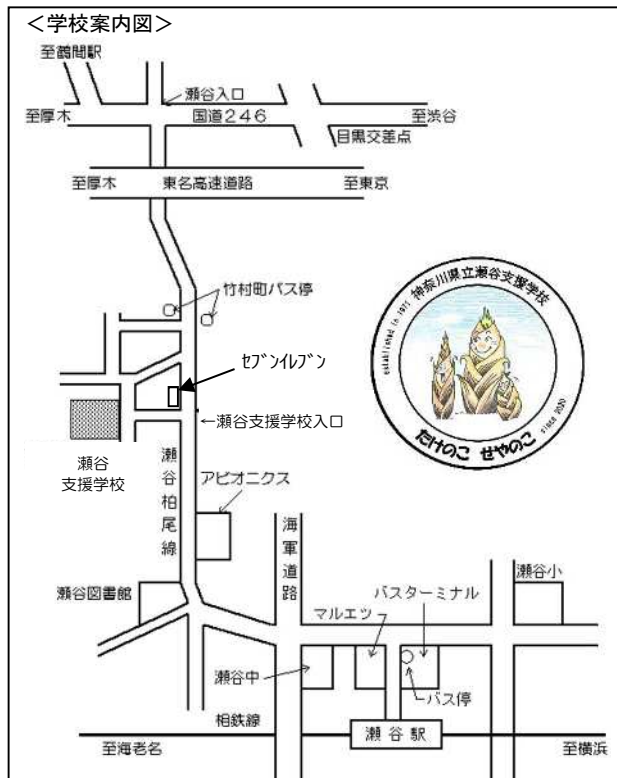 ＜学校案内図＞
至鶴間駅
瀬谷入口
至厚木
国道２４６
至渋谷
目黒交差点
至厚木
東名高速道路
至東京
竹村町バス停
ｾﾌﾞﾝｲﾚﾌﾞﾝ
←瀬谷支援学校入口
瀬谷
支援学校
瀬谷柏尾線
アビオニクス
海軍道路
神奈川県立瀬谷支援学校
established in 1971
since 2020
たけのこ せやのこ
瀬谷図書館
瀬谷小
バスターミナル
マルエツ
瀬谷中
バス停
相鉄線
瀬谷駅
至海老名
至横浜